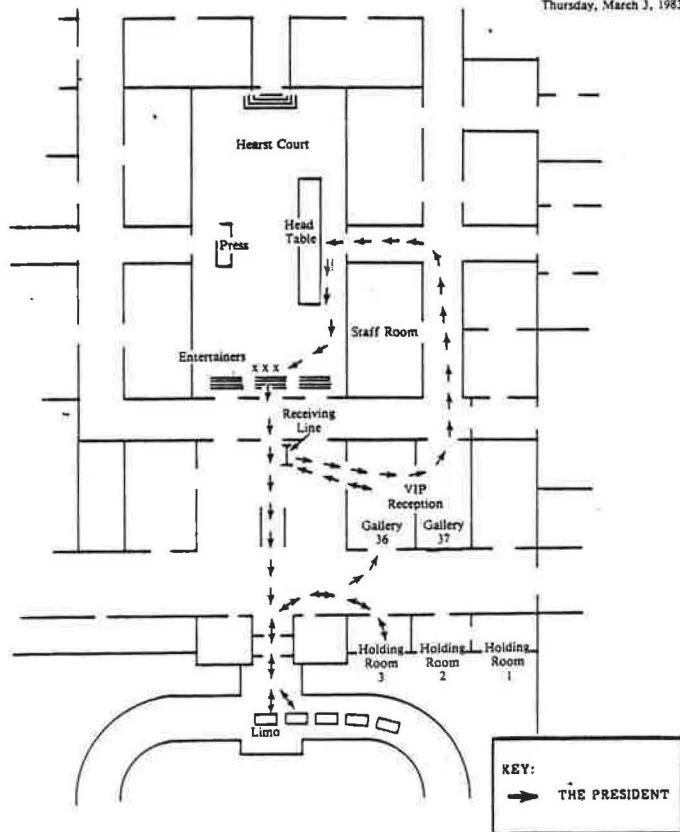 Thursday, March 3, 1983
Hearst Court
Head
Table
Press
Staff Room
Entertainers
x x x
Receiving
Line
VIP
Reception
Gallery
36
Gallery
37
Holding
Room
3
Holding
Room
2
Holding
Room
1
Limo
KEY:
THE PRESIDENT